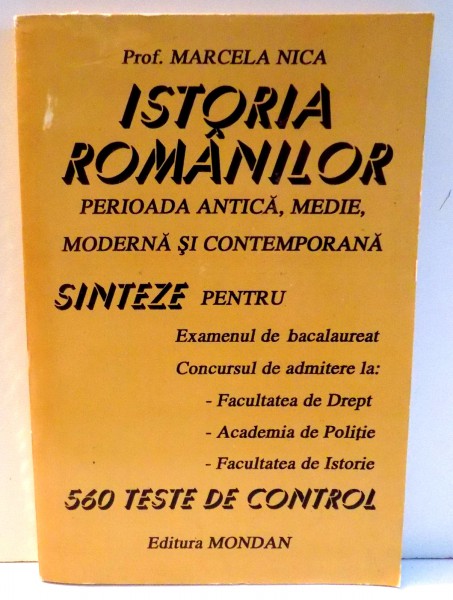 Prof. MARCELA NICA
ISTORIA
ROMÂNILOR
PERIOADA ANTICĂ, MEDIE,
MODERNĂ ŞI CONTEMPORANĂ
SINTEZE PENTRU
Examenul de bacalaureat
Concursul de admitere la:
- Facultatea de Drept
- Academia de Poliţie
- Facultatea de Istorie
560 TESTE DE CONTROL
Editura MONDAN